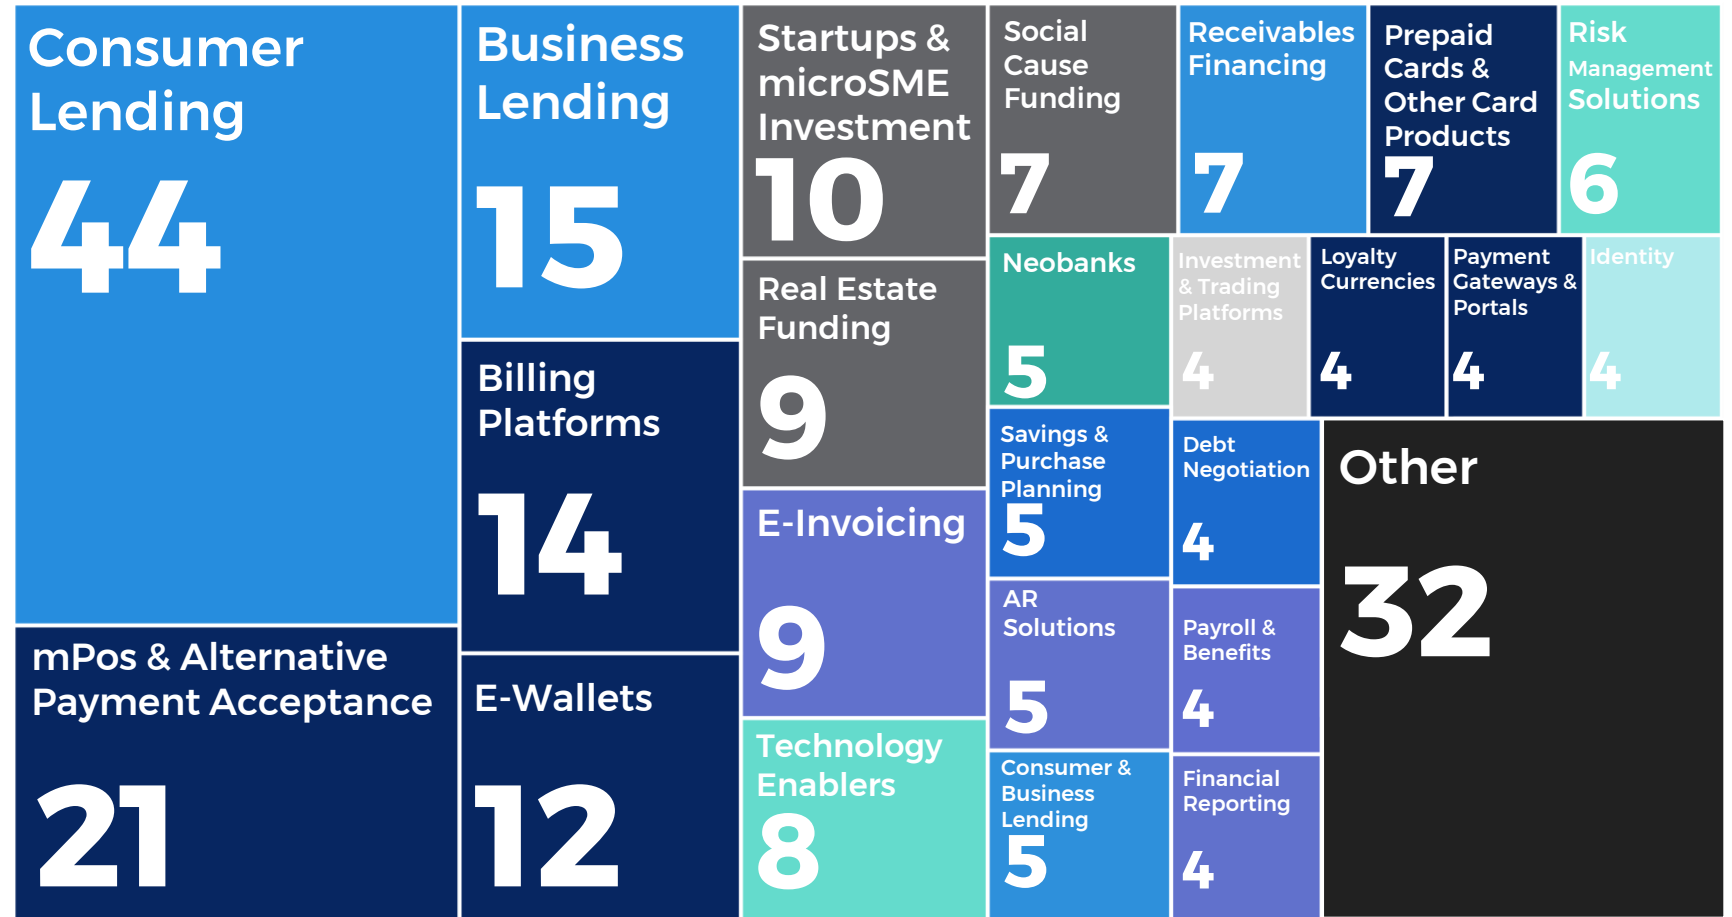 Consumer
Lending
44
mPos & Alternative
Payment Acceptance
21
Business
Lending
15
Billing
Platforms
14
E-Wallets
12
Startups &
microSME
Investment
10
Real Estate
Funding
9
E-Invoicing
9
Technology
Enablers
8
Social
Cause
Funding
7
Receivables
Financing
7
Prepaid
Cards &
Other Card
Products
7
Risk
Management
Solutions
6
Neobanks
5
Investment
& Trading
Platforms
4
Loyalty
Currencies
4
Payment
Gateways &
Portals
4
Identity
4
Savings &
Purchase
Planning
5
Debt
Negotiation
4
AR
Solutions
5
Payroll &
Benefits
4
Consumer &
Business
Lending
5
Financial
Reporting
4
Other
32